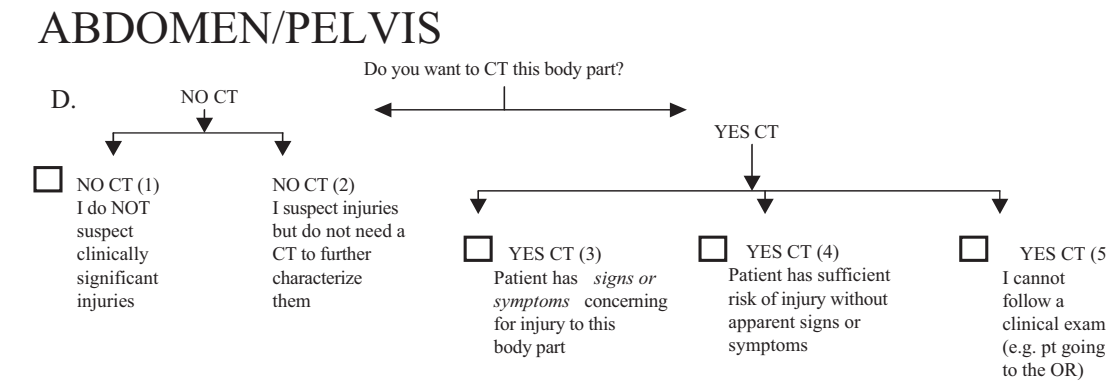 ABDOMEN/PELVIS
Do you want to CT this body part?
D.
NO CT
YES CT
NO CT (1)
I do NOT
suspect
clinically
significant
injuries
NO CT (2)
I suspect injuries
but do not need a
CT to further
characterize
them
YES CT (3)
Patient has signs or
symptoms concerning
for injury to this
body part
YES CT (4)
Patient has sufficient
risk of injury without
apparent signs or
symptoms
YES CT (5
I cannot
follow a
clinical exam
(e.g. pt going
to the OR)